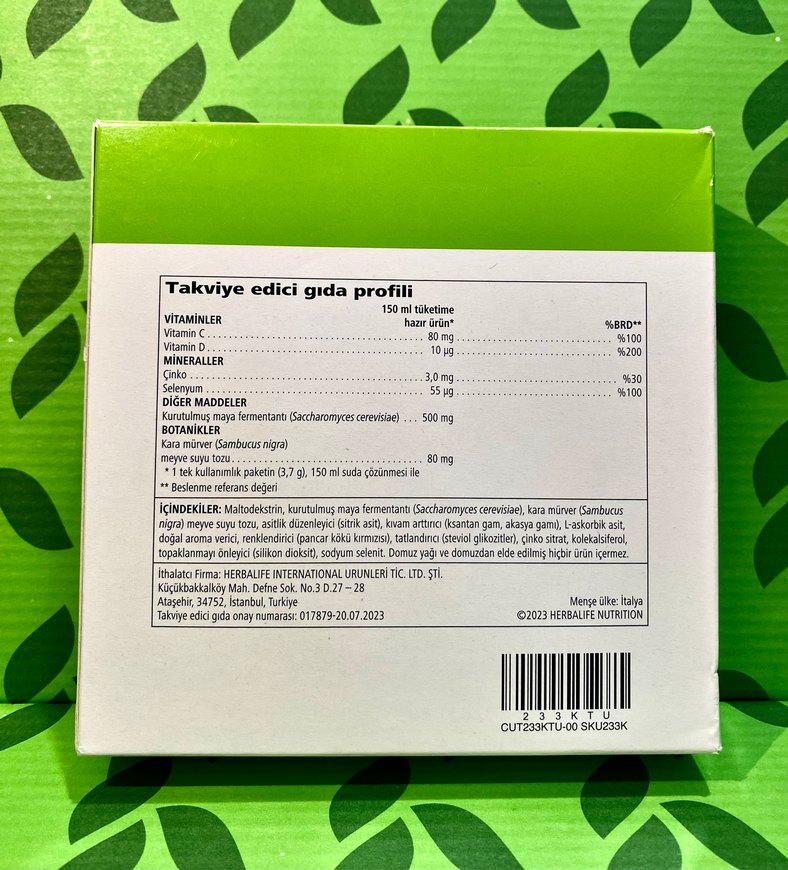 Takviye edici gıda profili
150 ml tüketime
VİTAMİNLER hazır ürün* %BRD**
Vitamin C 80 mg %100
Vitamin D 10 µg %200
MİNERALLER
Çinko 3,0 mg %30
Selenyum 55 µg %100
DİĞER MADDELER
Kurutulmuş maya fermentantı (Saccharomyces cerevisiae) ... 500 mg
BOTANİKLER
Kara mürver (Sambucus nigra)
meyve suyu tozu 80 mg
* 1 tek kullanımlık paketin (3,7 g), 150 ml suda çözünmesi ile
** Beslenme referans değeri
İÇİNDEKİLER: Maltodekstrin, kurutulmuş maya fermentantı (Saccharomyces cerevisiae), kara mürver (Sambucus
nigra) meyve suyu tozu, asitlik düzenleyici (sitrik asit), kıvam arttırıcı (ksantan gam, akasya gamı), L-askorbik asit,
doğal aroma verici, renklendirici (pancar kökü kırmızısı), tatlandırıcı (steviol glikozitler), çinko sitrat, kolekalsiferol,
topaklanmayı önleyici (silikon dioksit), sodyum selenit. Domuz yağı ve domuzdan elde edilmiş hiçbir ürün içermez.
İthalatcı Firma: HERBALIFE INTERNATIONAL URUNLERİ TİC. LTD. ŞTİ.
Küçükbakkalköy Mah. Defne Sok. No.3 D.27 – 28
Ataşehir, 34752, İstanbul, Turkiye Menşe ülke: İtalya
Takviye edici gıda onay numarası: 017879-20.07.2023 ©2023 HERBALIFE NUTRITION
233KTU
CUT233KTU-00 SKU233K